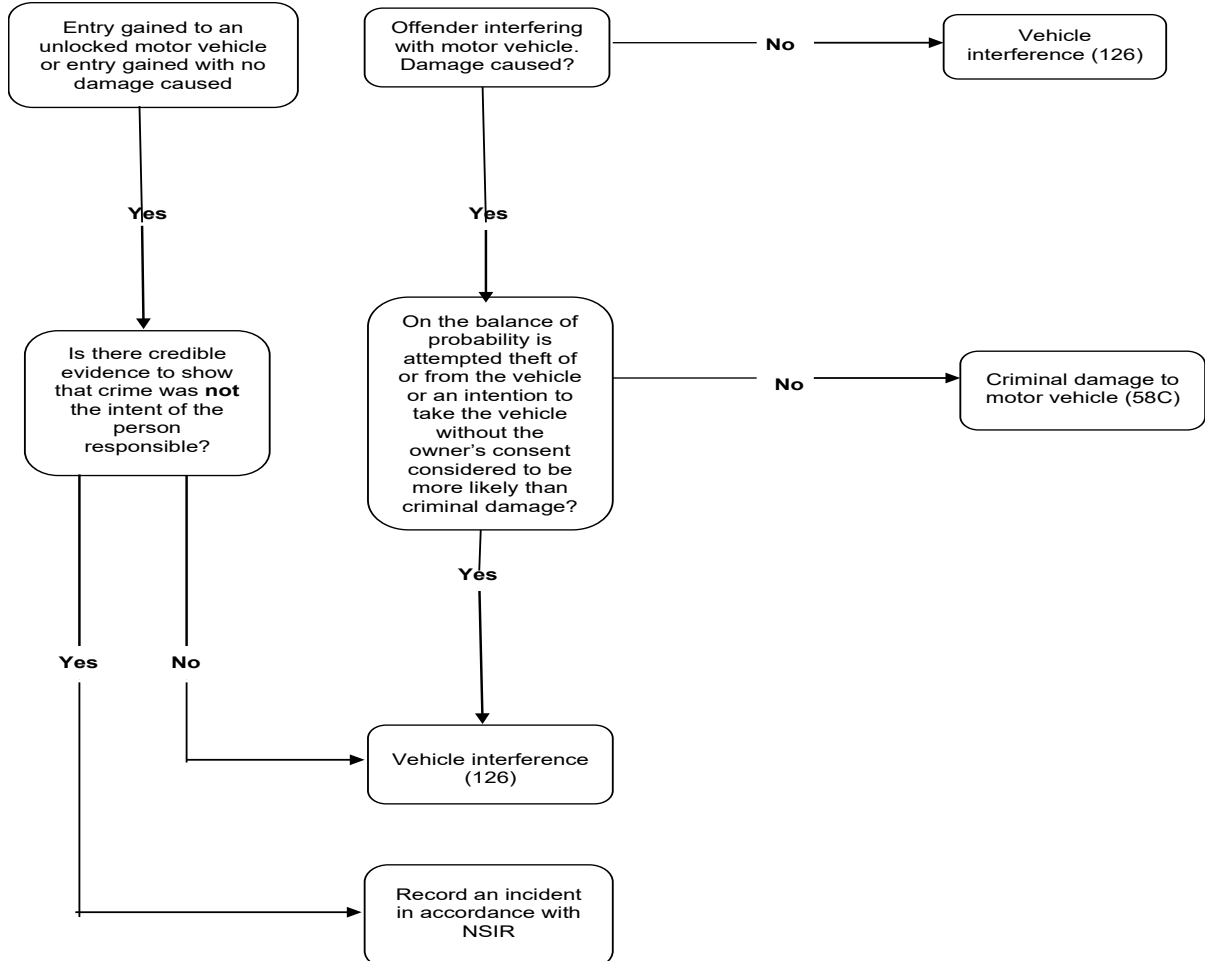 Entry gained to an
unlocked motor vehicle
or entry gained with no
damage caused
Yes
Is there credible
evidence to show
that crime was not
the intent of the
person
responsible?
Yes
No
Offender interfering
with motor vehicle.
Damage caused?
No
Vehicle
interference (126)
Yes
On the balance of
probability is
attempted theft of
or from the vehicle
or an intention to
take the vehicle
without the
owner’s consent
considered to be
more likely than
criminal damage?
No
Criminal damage to
motor vehicle (58C)
Yes
Vehicle interference
(126)
Record an incident
in accordance with
NSIR